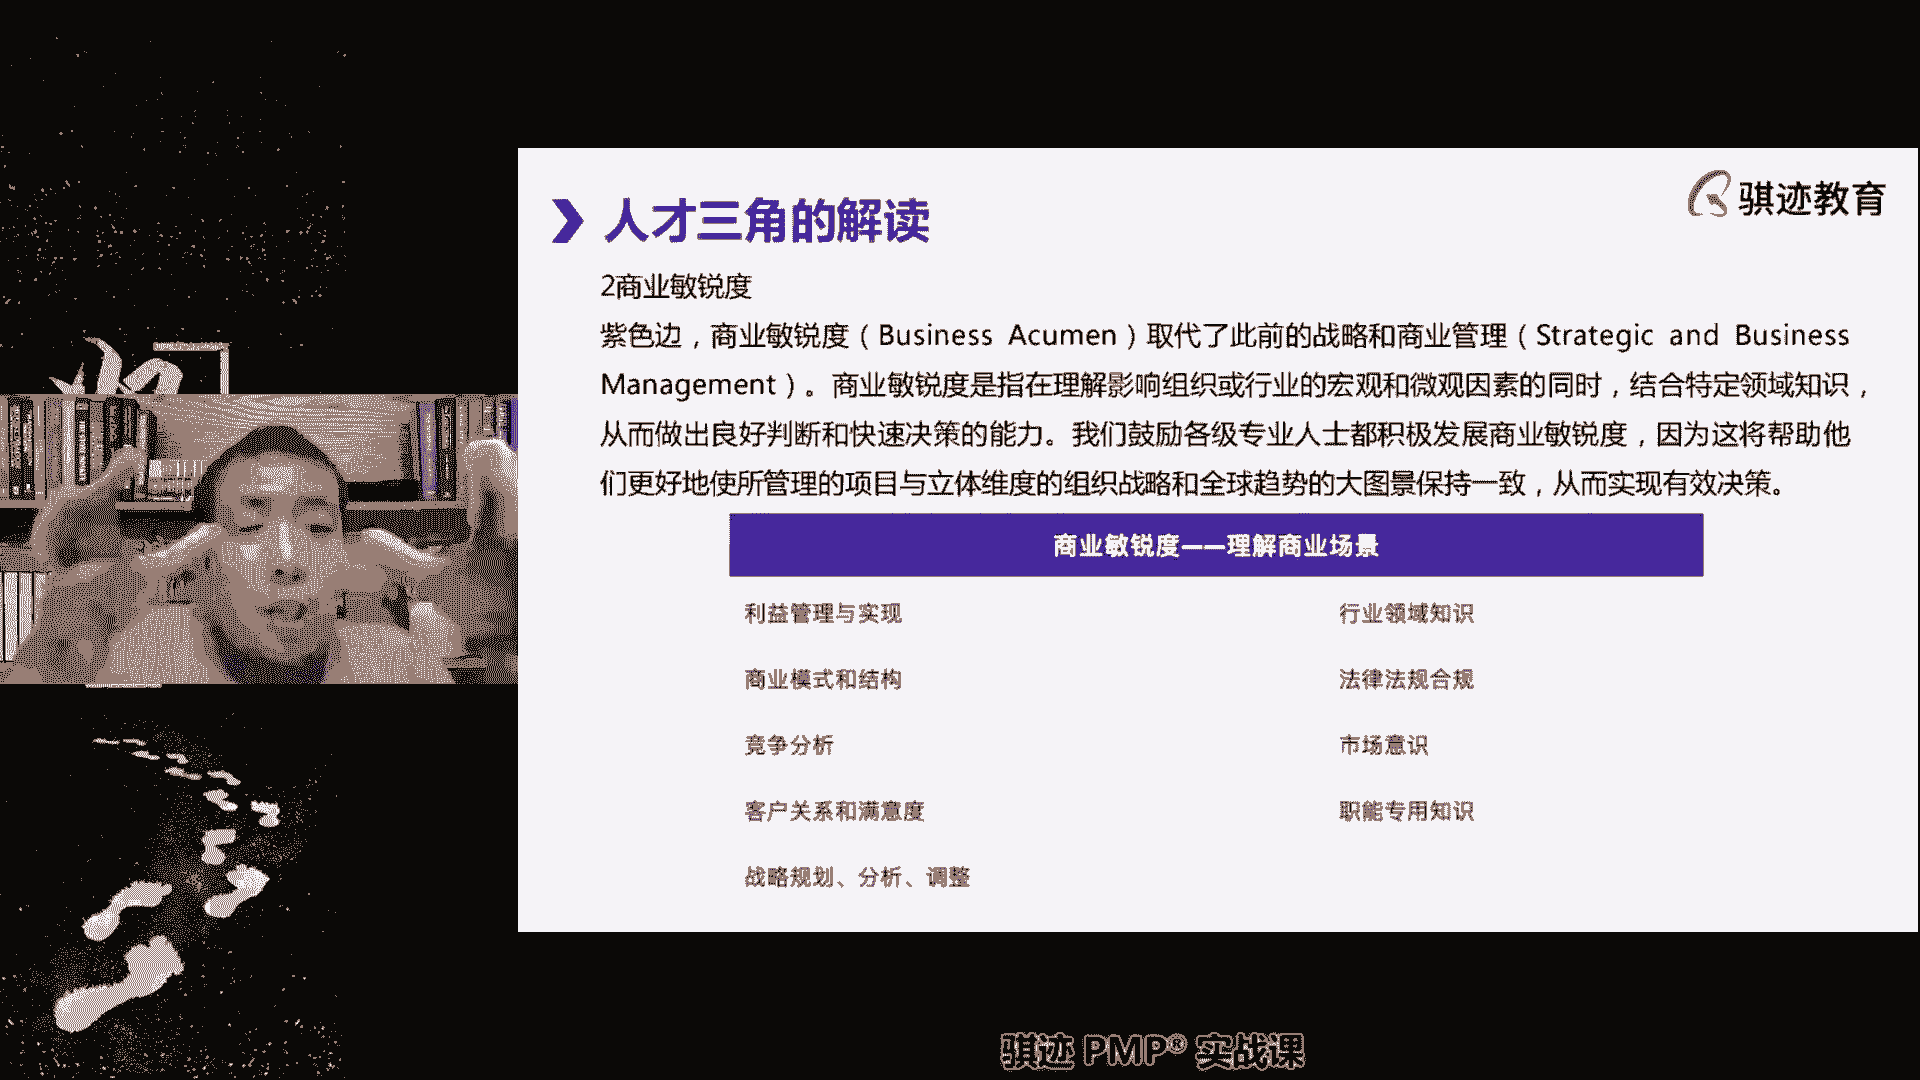 人才三角的解读
骐迹教育
2商业敏锐度
紫色边，商业敏锐度（Business Acumen）取代了此前的战略和商业管理（Strategic and Business
Management）。商业敏锐度是指在理解影响组织或行业的宏观和微观因素的同时，结合特定领域知识，
从而做出良好判断和快速决策的能力。我们鼓励各级专业人士都积极发展商业敏锐度，因为这将帮助他
们更好地使所管理的项目与立体维度的组织战略和全球趋势的大图景保持一致，从而实现有效决策。
商业敏锐度——理解商业场景
利益管理与实现
行业领域知识
商业模式和结构
法律法规合规
竞争分析
市场意识
客户关系和满意度
职能专用知识
战略规划、分析、调整
骐迹 PMP® 实战课